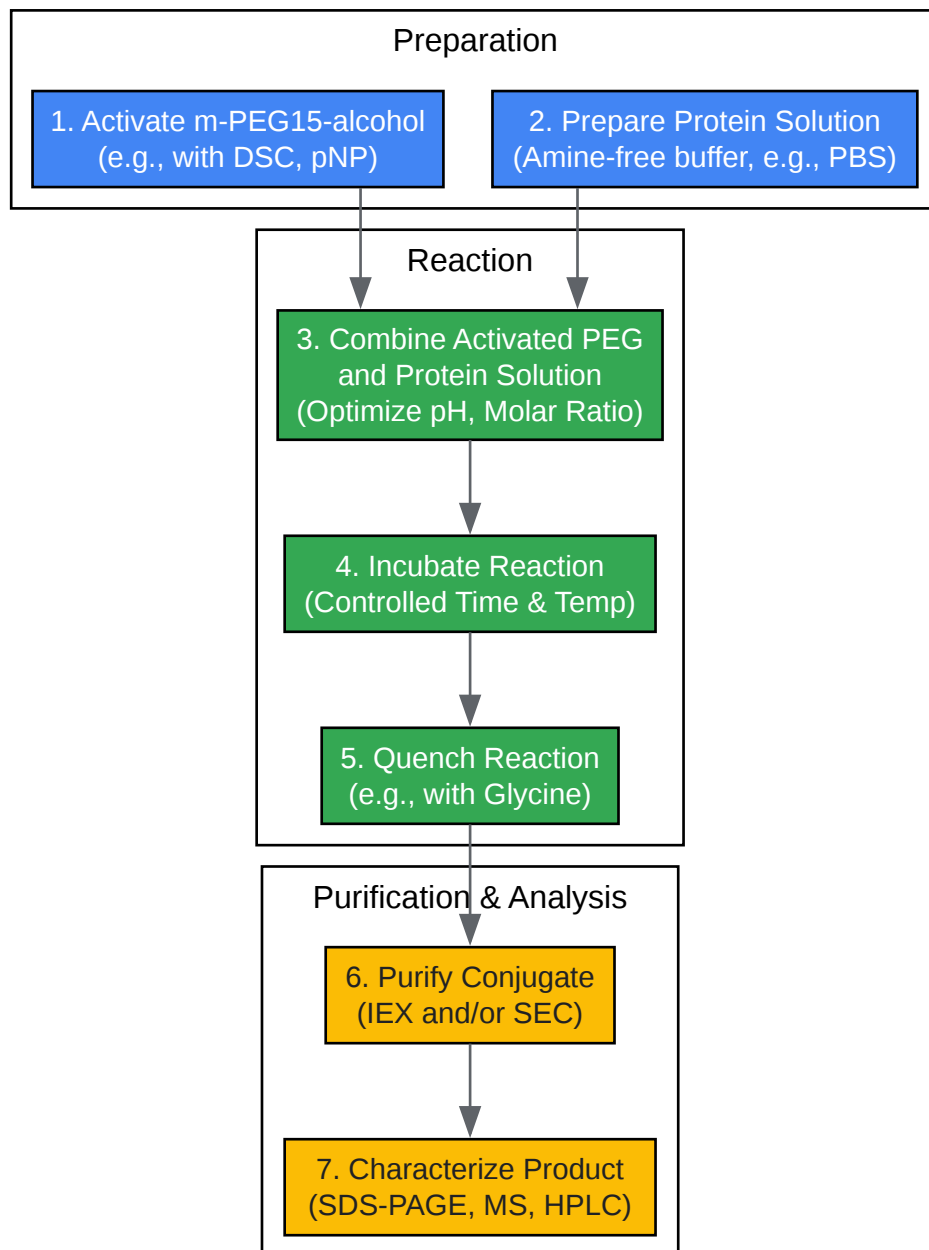 Preparation
1. Activate m-PEG15-alcohol
(e.g., with DSC, pNP)
2. Prepare Protein Solution
(Amine-free buffer, e.g., PBS)
Reaction
3. Combine Activated PEG
and Protein Solution
(Optimize pH, Molar Ratio)
4. Incubate Reaction
(Controlled Time & Temp)
5. Quench Reaction
(e.g., with Glycine)
Purification & Analysis
6. Purify Conjugate
(IEX and/or SEC)
7. Characterize Product
(SDS-PAGE, MS, HPLC)